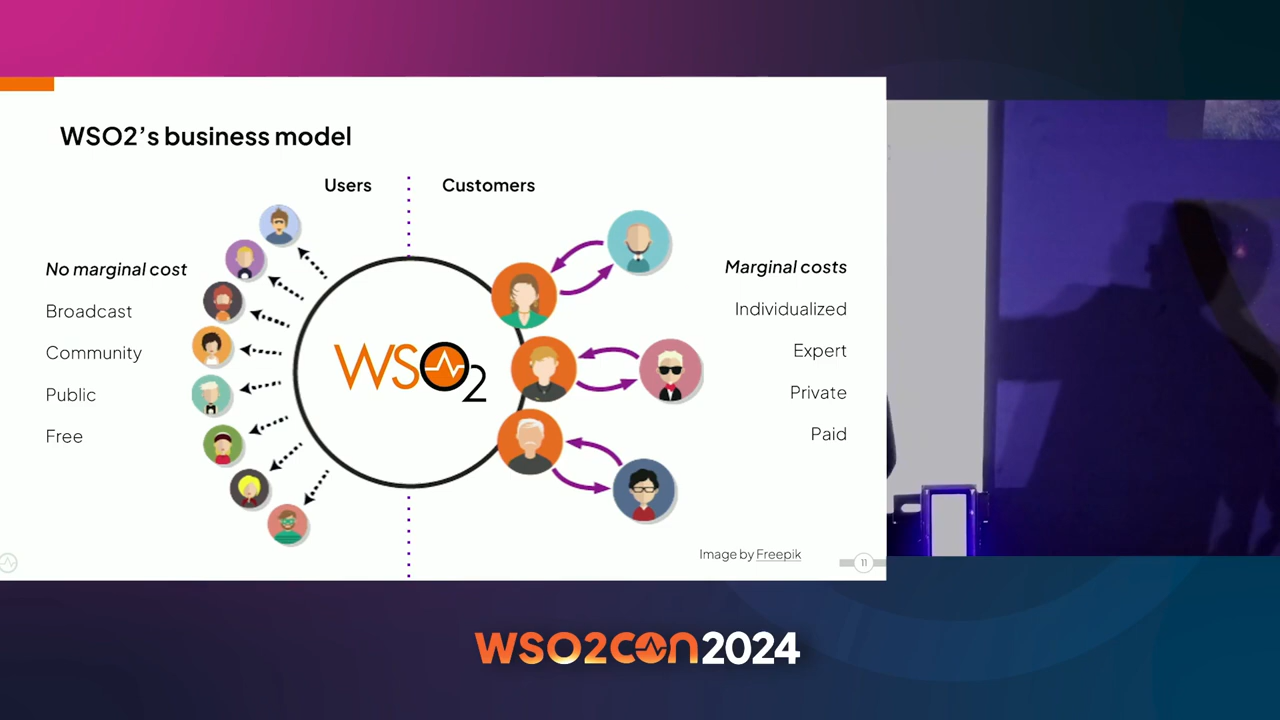 WSO2's business model
Users
Customers
No marginal cost
Broadcast
Community
Public
Free
WSO2
Marginal costs
Individualized
Expert
Private
Paid
Image by Freepik
11
WSO2CON2024